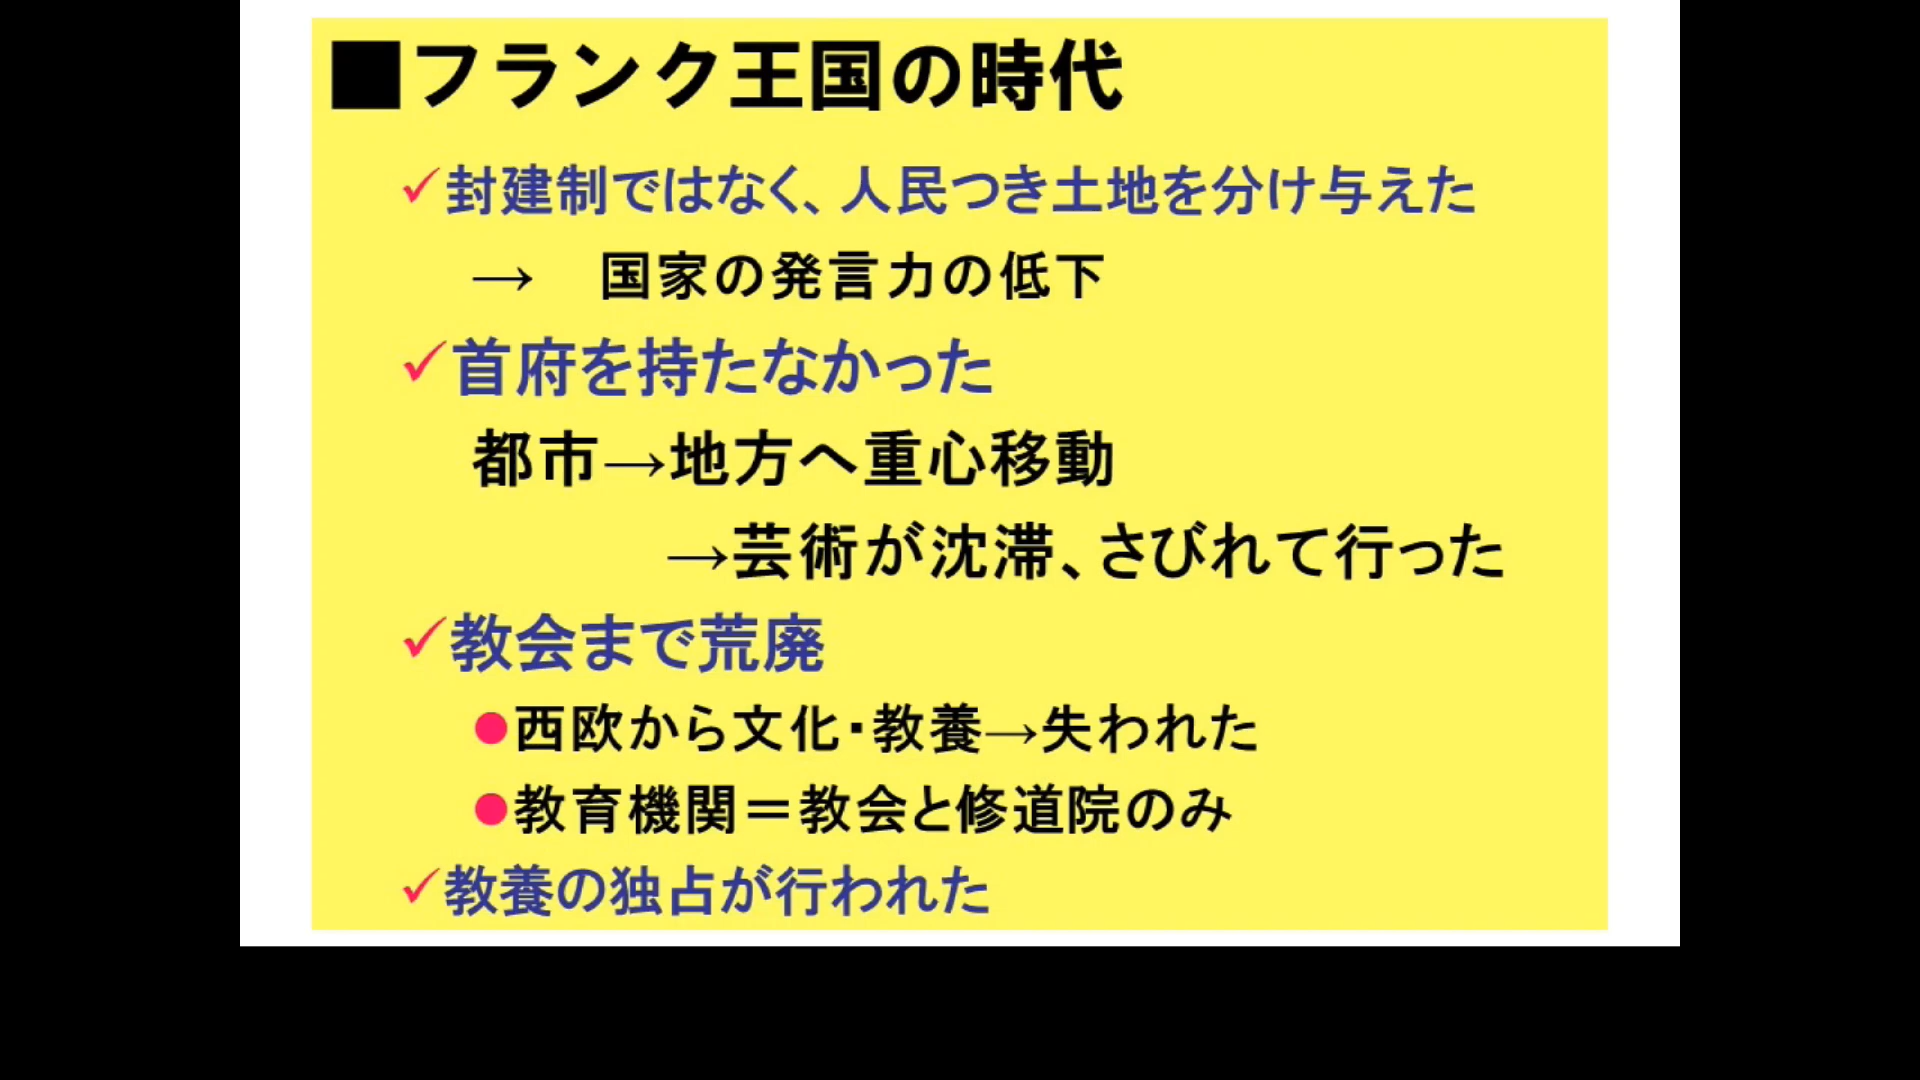 ■フランク王国の時代
✓封建制ではなく、人民つき土地を分け与えた
→　国家の発言力の低下
✓首府を持たなかった
都市→地方へ重心移動
→芸術が沈滞、さびれて行った
✓教会まで荒廃
●西欧から文化・教養→失われた
●教育機関＝教会と修道院のみ
✓教養の独占が行われた